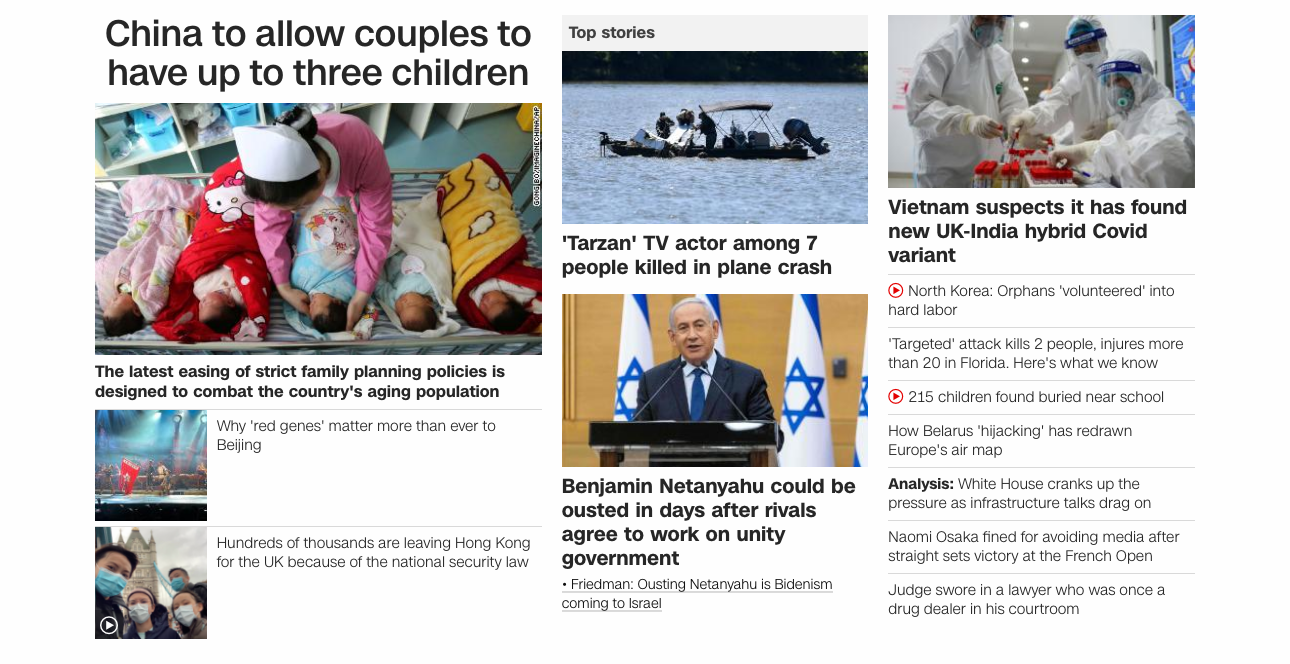 China to allow couples to
have up to three children
GONG BO/IMAGINECHINA/AP
The latest easing of strict family planning policies is
designed to combat the country's aging population
Why 'red genes' matter more than ever to
Beijing
Hundreds of thousands are leaving Hong Kong
for the UK because of the national security law
Top stories
'Tarzan' TV actor among 7
people killed in plane crash
Benjamin Netanyahu could be
ousted in days after rivals
agree to work on unity
government
• Friedman: Ousting Netanyahu is Bidenism
coming to Israel
Vietnam suspects it has found
new UK-India hybrid Covid
variant
North Korea: Orphans 'volunteered' into
hard labor
'Targeted' attack kills 2 people, injures more
than 20 in Florida. Here's what we know
215 children found buried near school
How Belarus 'hijacking' has redrawn
Europe's air map
Analysis: White House cranks up the
pressure as infrastructure talks drag on
Naomi Osaka fined for avoiding media after
straight sets victory at the French Open
Judge swore in a lawyer who was once a
drug dealer in his courtroom